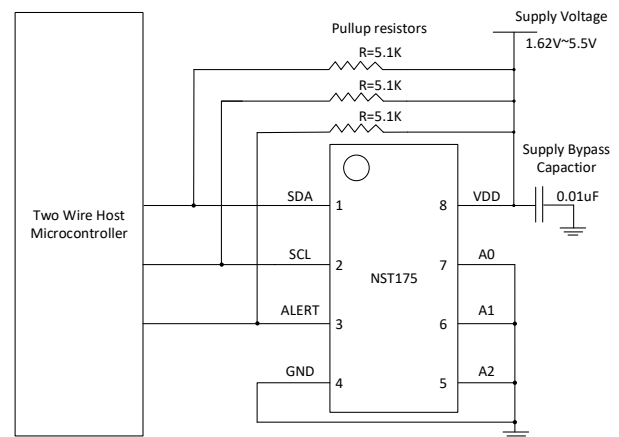 Supply Voltage
1.62V~5.5V
Pullup resistors
R=5.1K
R=5.1K
R=5.1K
Supply Bypass
Capactior
0.01uF
Two Wire Host
Microcontroller
SDA
1
8
VDD
SCL
2
7
A0
NST175
ALERT
3
6
A1
GND
4
5
A2